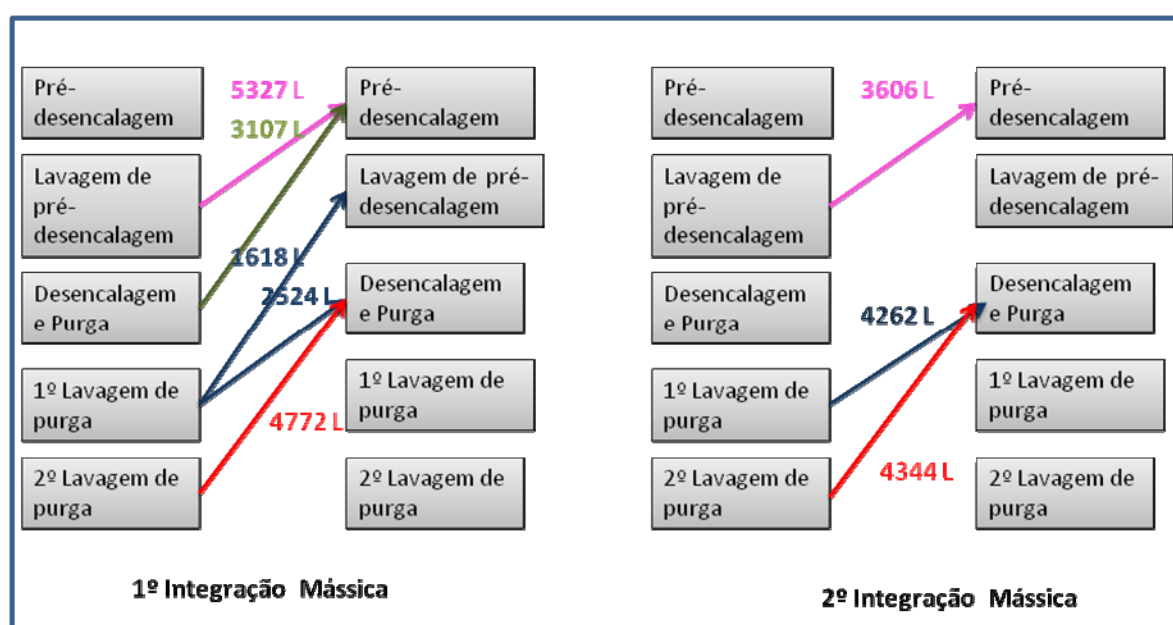 Pré-
desencalagem
Lavagem de
pré-
desencalagem
Desencalagem
e Purga
1º Lavagem de
purga
2º Lavagem de
purga
5327 L
3107 L
1618 L
2524 L
4772 L
Pré-
desencalagem
Lavagem de pré-
desencalagem
Desencalagem
e Purga
1º Lavagem de
purga
2º Lavagem de
purga
1º Integração Mássica
Pré-
desencalagem
Lavagem de
pré-
desencalagem
Desencalagem
e Purga
1º Lavagem de
purga
2º Lavagem de
purga
3606 L
4262 L
4344 L
Pré-
desencalagem
Lavagem de pré-
desencalagem
Desencalagem
e Purga
1º Lavagem de
purga
2º Lavagem de
purga
2º Integração Mássica